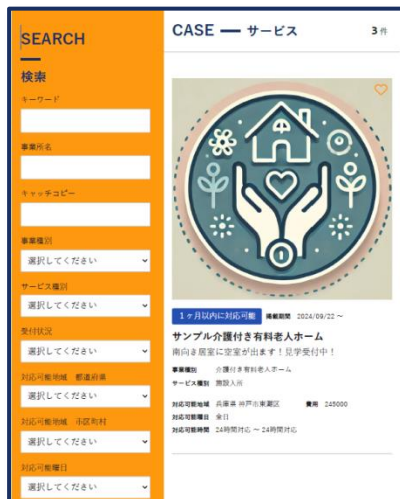 SEARCH
検索
キーワード
事業所名
キャッチコピー
事業種別
選択してください
サービス種別
選択してください
受付状況
選択してください
対応可能地域 都道府県
選択してください
対応可能地域 市区町村
選択してください
対応可能曜日
選択してください
CASE — サービス 3 件
1ヶ月以内に対応可能 掲載期間 2024/09/22 ～
サンプル介護付き有料老人ホーム
南向き居室に空室が出ます！見学受付中！
事業種別 介護付き有料老人ホーム
サービス種別 施設入所
対応可能地域 兵庫県 神戸市東灘区 費用 245000
対応可能曜日 全日
対応可能時間 24時間対応 ～ 24時間対応